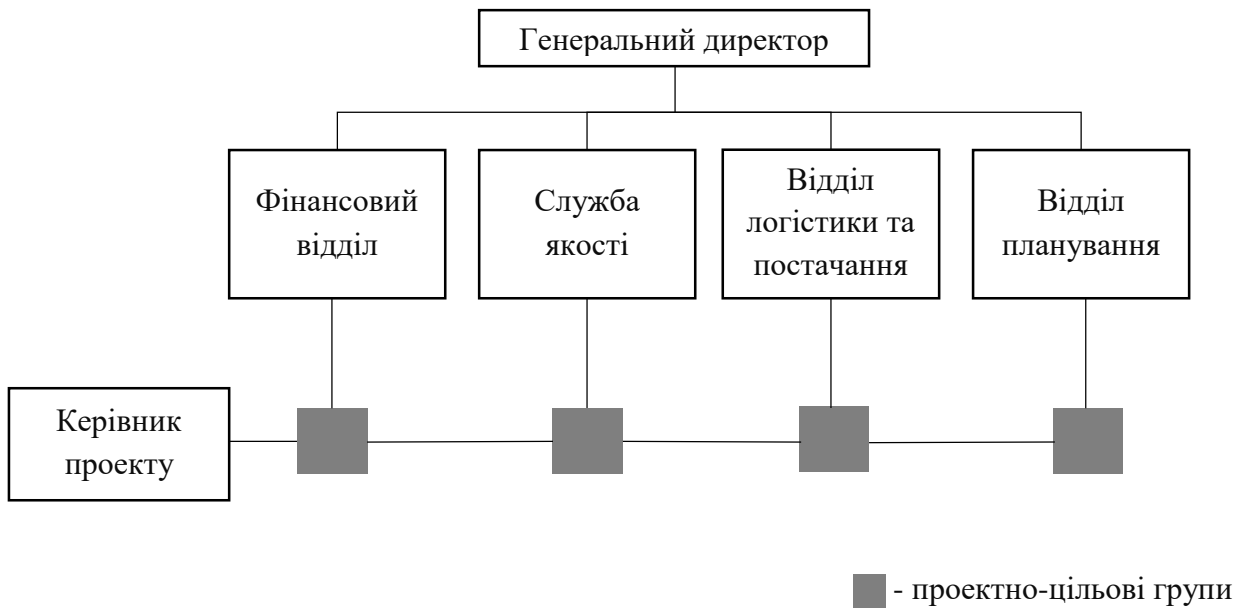 Генеральний директор
Фінансовий
відділ
Служба
якості
Відділ
логістики та
постачання
Відділ
планування
Керівник
проекту
- проектно-цільові групи